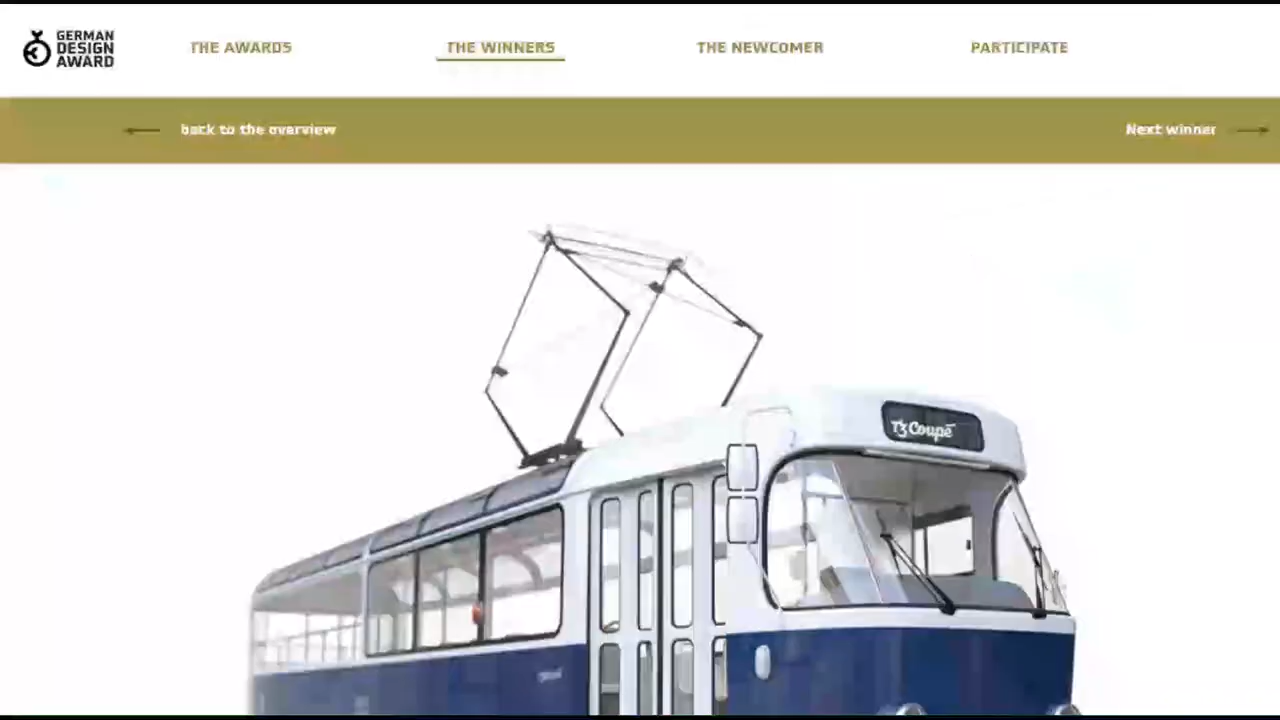 GERMAN
DESIGN
AWARD
THE AWARDS
THE WINNERS
THE NEWCOMER
PARTICIPATE
back to the overview
Next winner
T3 Coupé